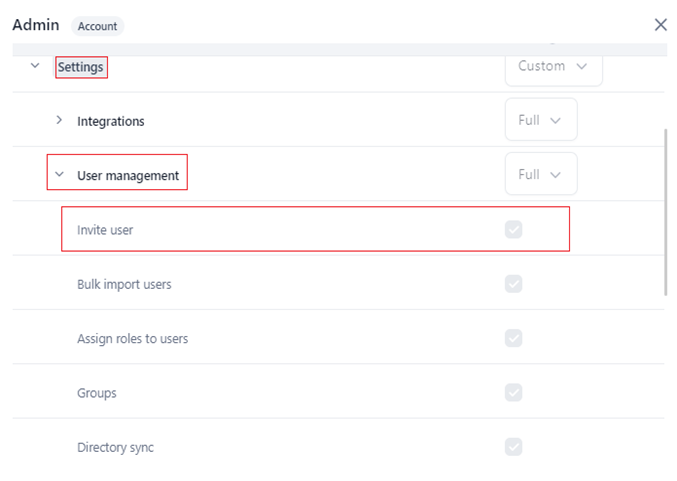 Admin Account
Settings Custom
Integrations Full
User management Full
Invite user
Bulk import users
Assign roles to users
Groups
Directory sync